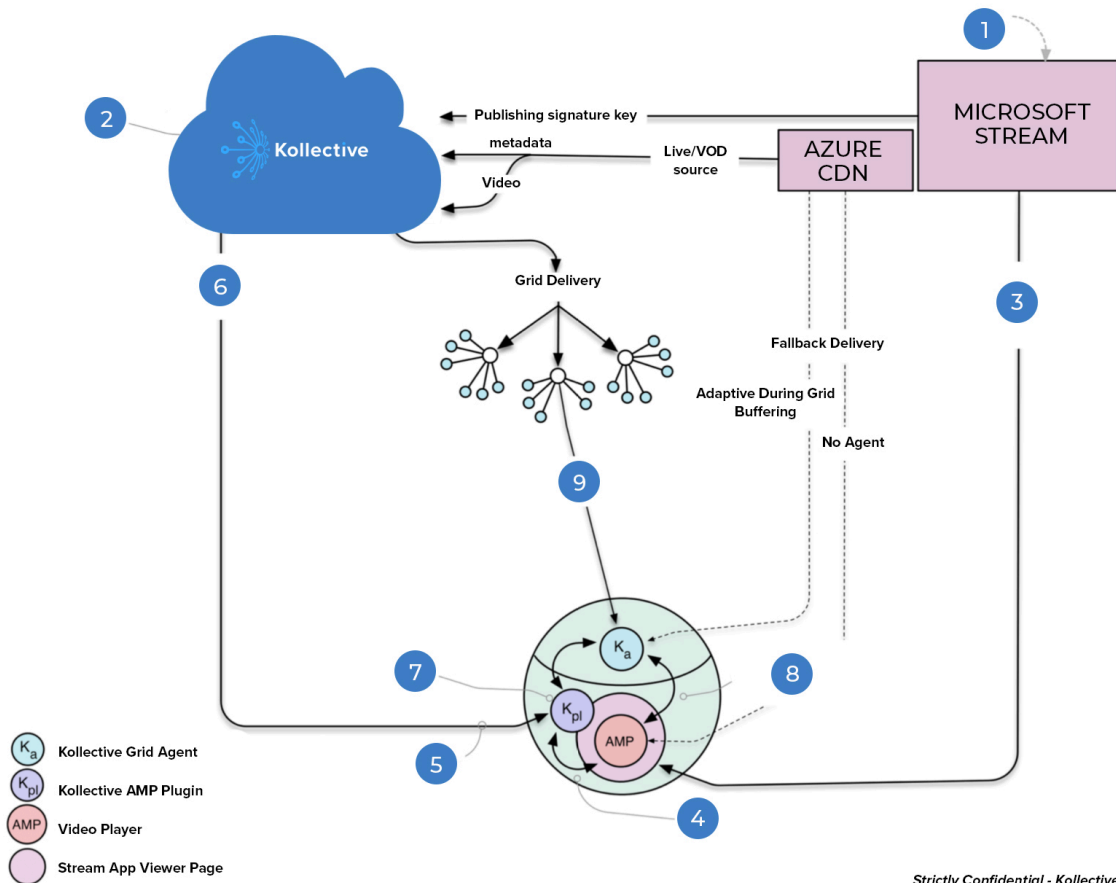 1
MICROSOFT
STREAM
2
Kollective
Publishing signature key
metadata
Live/VOD
source
AZURE
CDN
Video
6
Grid Delivery
3
Fallback Delivery
Adaptive During Grid
Buffering
No Agent
9
Ka
7
8
Kpl
AMP
5
4
Ka Kollective Grid Agent
Kpl Kollective AMP Plugin
AMP Video Player
Stream App Viewer Page
Strictly Confidential - Kollective